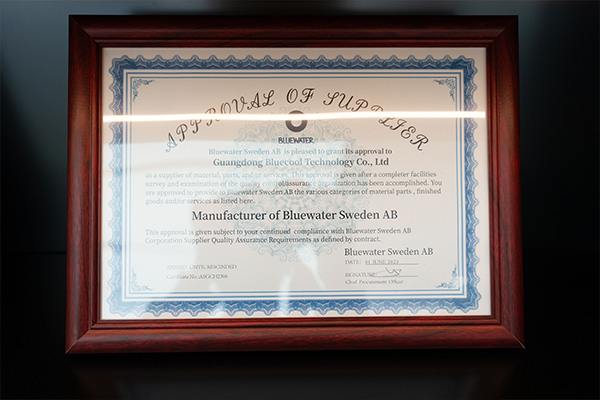 APPROVAL OF SUPPLIER
BLUEWATER
Bluewater Sweden AB is pleased to grant its approval to
Guangdong Bluecool Technology Co., Ltd
as a supplier of material, parts, and/or services. This approval is given after a completer facilities
survey and examination of the quality control/assurance organization has been accomplished. You
are approved to provide to Bluewater Sweden AB the various categories of material parts , finished
goods and/or services as listed here.
Manufacturer of Bluewater Sweden AB
This approval is given subject to your continued compliance with Bluewater Sweden AB
Corporation Supplier Quality Assurance Requirements as defined by contract.
Bluewater Sweden AB
DATE: 01 JUNE
EXPIRES UNTIL RESCINDED
SIGNATURE:
Certificate No.:
Chief Procurement Officer